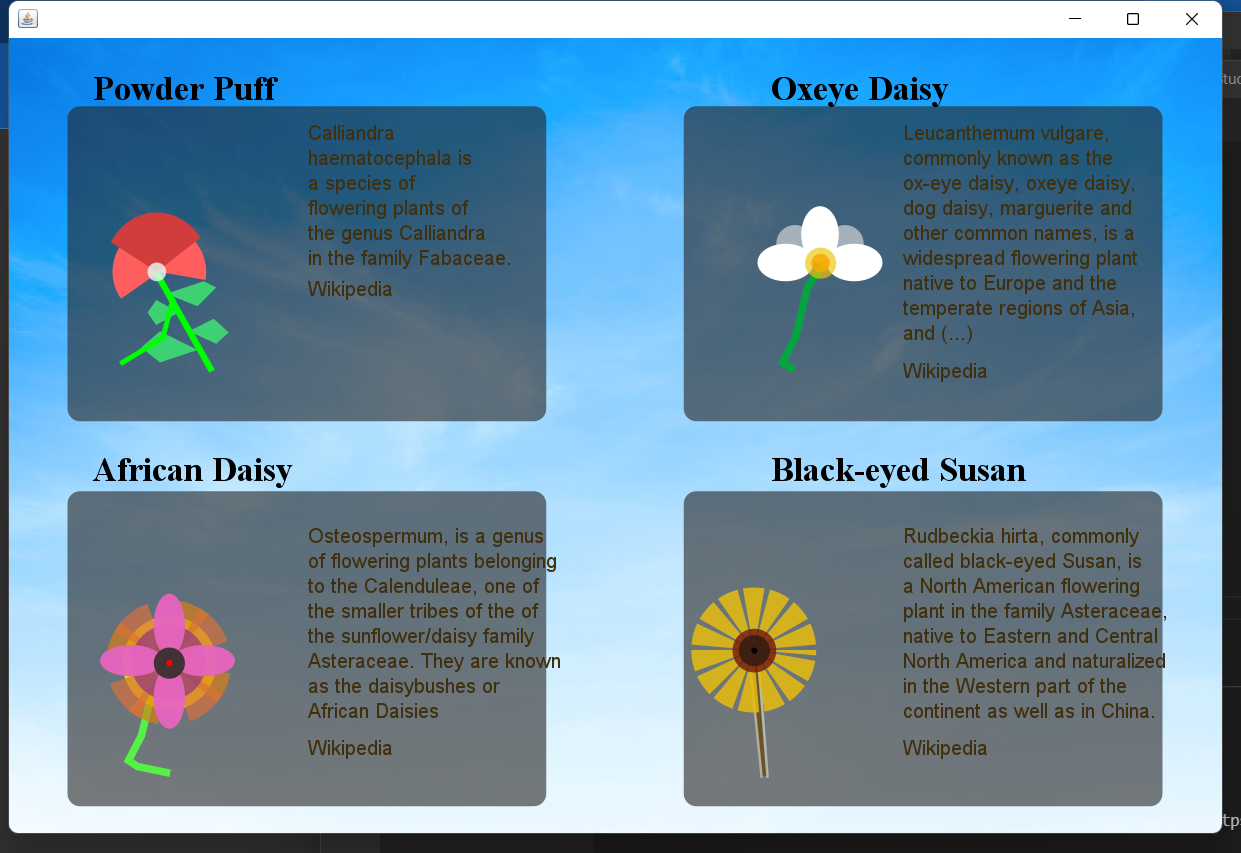 Powder Puff
Calliandra
haematocephala is
a species of
flowering plants of
the genus Calliandra
in the family Fabaceae.
Wikipedia
Oxeye Daisy
Leucanthemum vulgare,
commonly known as the
ox-eye daisy, oxeye daisy,
dog daisy, marguerite and
other common names, is a
widespread flowering plant
native to Europe and the
temperate regions of Asia,
and (...)
Wikipedia
African Daisy
Osteospermum, is a genus
of flowering plants belonging
to the Calenduleae, one of
the smaller tribes of the of
the sunflower/daisy family
Asteraceae. They are known
as the daisybushes or
African Daisies
Wikipedia
Black-eyed Susan
Rudbeckia hirta, commonly
called black-eyed Susan, is
a North American flowering
plant in the family Asteraceae,
native to Eastern and Central
North America and naturalized
in the Western part of the
continent as well as in China.
Wikipedia